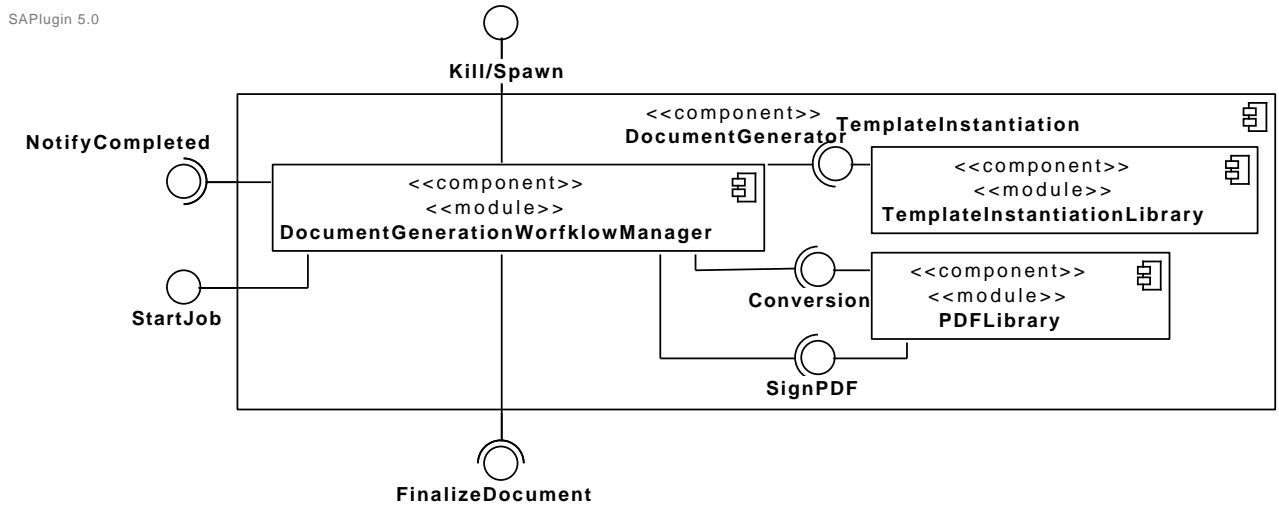 SAPlugin 5.0
Kill/Spawn
<<component>>
DocumentGenerator
TemplateInstantiation
NotifyCompleted
<<component>>
<<module>>
DocumentGenerationWorfklowManager
<<component>>
<<module>>
TemplateInstantiationLibrary
StartJob
Conversion
<<component>>
<<module>>
PDFLibrary
SignPDF
FinalizeDocument